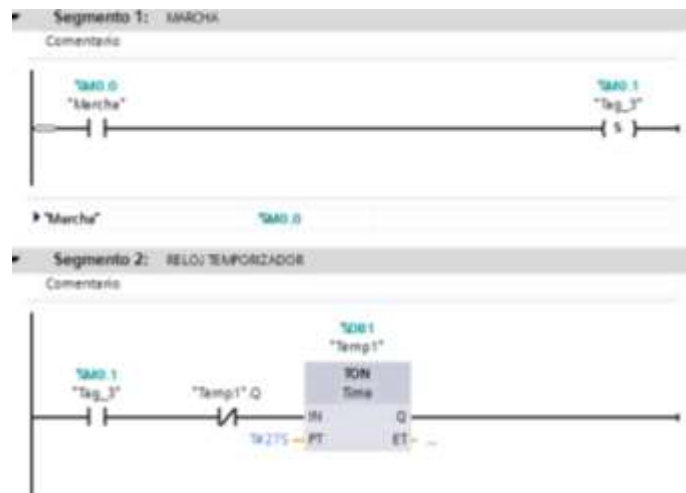 Segmento 1: MARCHA
Comentario
%M0.0
"Marcha"
%M0.1
"Tag_3"
S
"Marcha" %M0.0
Segmento 2: RELOJ TEMPORIZADOR
Comentario
%DB1
"Temp1"
%M0.1
"Tag_3"
"Temp1".Q
TON
Time
IN Q
T#27S PT ET ...